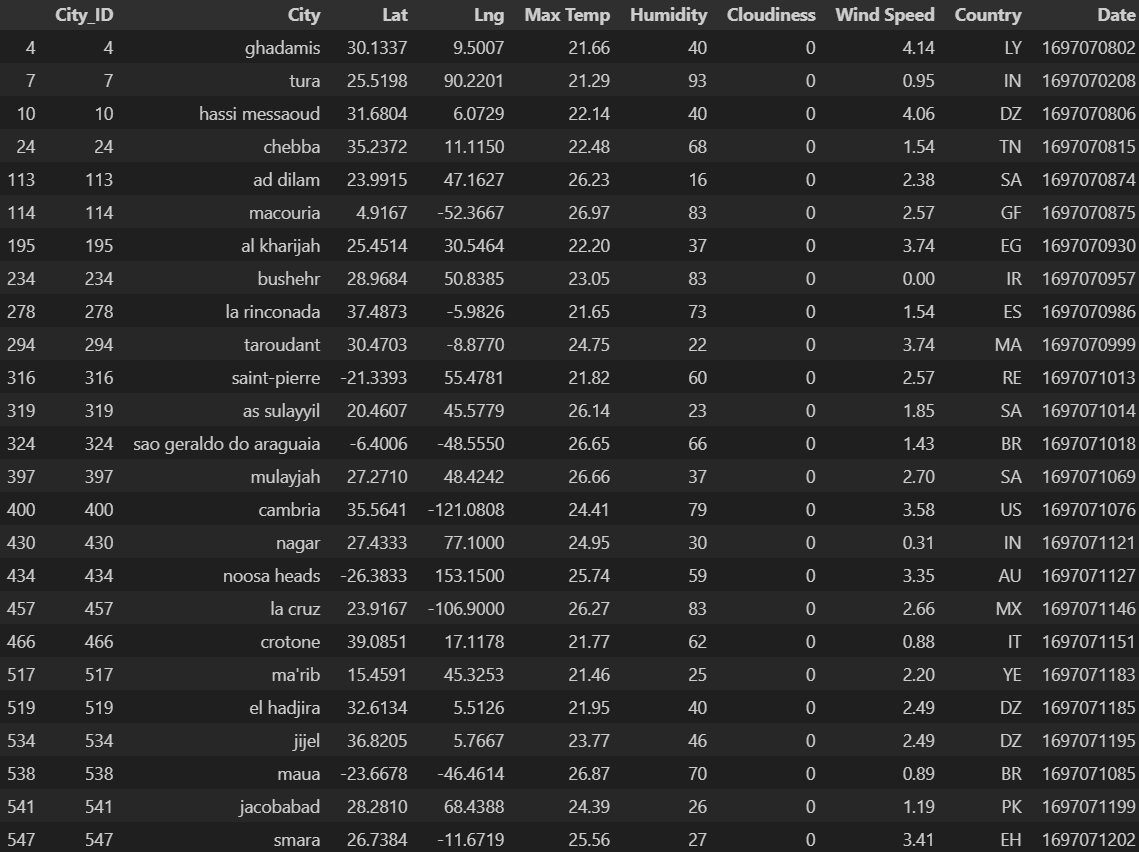 City_ID City Lat Lng Max Temp Humidity Cloudiness Wind Speed Country Date
4 4 ghadamis 30.1337 9.5007 21.66 40 0 4.14 LY 1697070802
7 7 tura 25.5198 90.2201 21.29 93 0 0.95 IN 1697070208
10 10 hassi messaoud 31.6804 6.0729 22.14 40 0 4.06 DZ 1697070806
24 24 chebba 35.2372 11.1150 22.48 68 0 1.54 TN 1697070815
113 113 ad dilam 23.9915 47.1627 26.23 16 0 2.38 SA 1697070874
114 114 macouria 4.9167 -52.3667 26.97 83 0 2.57 GF 1697070875
195 195 al kharijah 25.4514 30.5464 22.20 37 0 3.74 EG 1697070930
234 234 bushehr 28.9684 50.8385 23.05 83 0 0.00 IR 1697070957
278 278 la rinconada 37.4873 -5.9826 21.65 73 0 1.54 ES 1697070986
294 294 taroudant 30.4703 -8.8770 24.75 22 0 3.74 MA 1697070999
316 316 saint-pierre -21.3393 55.4781 21.82 60 0 2.57 RE 1697071013
319 319 as sulayyil 20.4607 45.5779 26.14 23 0 1.85 SA 1697071014
324 324 sao geraldo do araguaia -6.4006 -48.5550 26.65 66 0 1.43 BR 1697071018
397 397 mulayjah 27.2710 48.4242 26.66 37 0 2.70 SA 1697071069
400 400 cambria 35.5641 -121.0808 24.41 79 0 3.58 US 1697071076
430 430 nagar 27.4333 77.1000 24.95 30 0 0.31 IN 1697071121
434 434 noosa heads -26.3833 153.1500 25.74 59 0 3.35 AU 1697071127
457 457 la cruz 23.9167 -106.9000 26.27 83 0 2.66 MX 1697071146
466 466 crotone 39.0851 17.1178 21.77 62 0 0.88 IT 1697071151
517 517 ma'rib 15.4591 45.3253 21.46 25 0 2.20 YE 1697071183
519 519 el hadjira 32.6134 5.5126 21.95 40 0 2.49 DZ 1697071185
534 534 jijel 36.8205 5.7667 23.77 46 0 2.49 DZ 1697071195
538 538 maua -23.6678 -46.4614 26.87 70 0 0.89 BR 1697071085
541 541 jacobabad 28.2810 68.4388 24.39 26 0 1.19 PK 1697071199
547 547 smara 26.7384 -11.6719 25.56 27 0 3.41 EH 1697071202